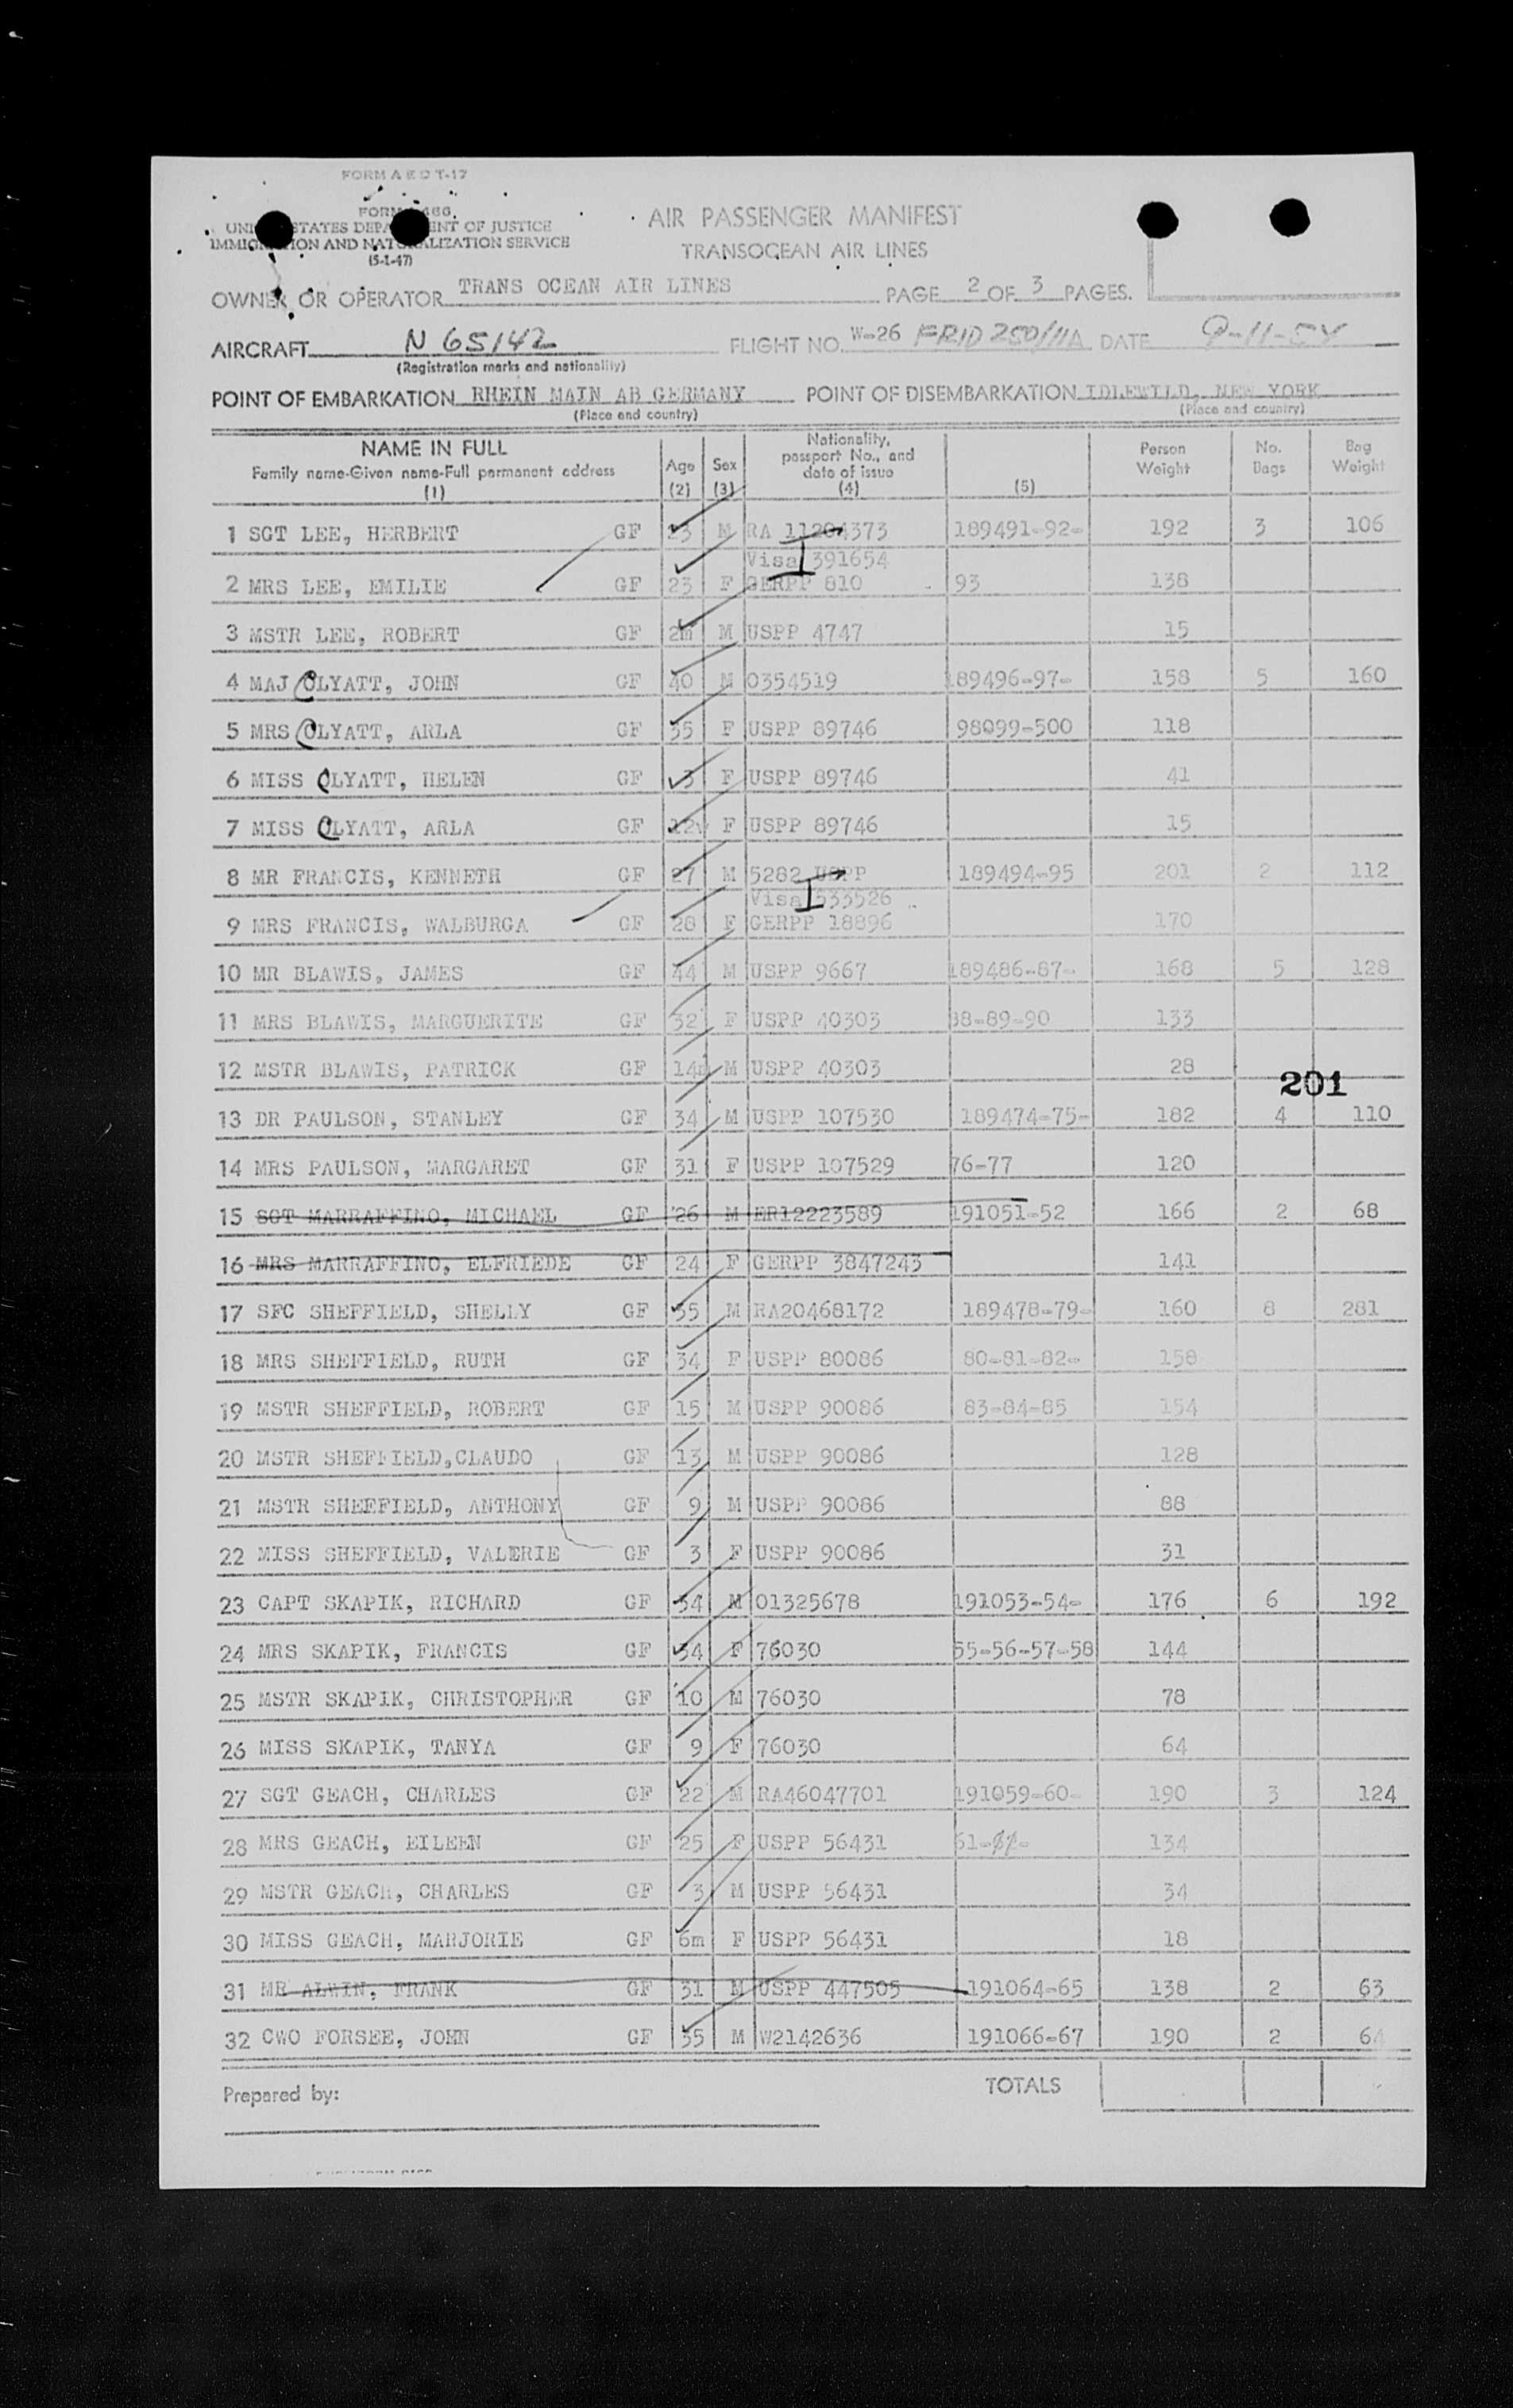 FORM A E D T-17
FORM 466
UNITED STATES DEPARTMENT OF JUSTICE
IMMIGRATION AND NATURALIZATION SERVICE
(5-1-47)
AIR PASSENGER MANIFEST
TRANSOCEAN AIR LINES
OWNER OR OPERATOR TRANS OCEAN AIR LINES PAGE 2 OF 3 PAGES.
AIRCRAFT N 65142 FLIGHT NO. W-26 FRID 250/11A DATE 9-11-54
(Registration marks and nationality)
POINT OF EMBARKATION RHEIN MAIN AB GERMANY POINT OF DISEMBARKATION IDLEWILD, NEW YORK
(Place and country) (Place and country)
NAME IN FULL Family name-Given name-Full permanent address (1) Age (2) Sex (3) Nationality, passport No., and date of issue (4) (5) Person Weight No. Bags Bag Weight
1 SGT LEE, HERBERT GF 23 M RA 11204373 189491-92- 192 3 106
Visa 391654
2 MRS LEE, EMILIE GF 23 F GERPP 810 93 138
3 MSTR LEE, ROBERT GF 2m M USPP 4747 15
4 MAJ CLYATT, JOHN GF 40 M O354519 189496-97- 158 5 160
5 MRS CLYATT, ARLA GF 35 F USPP 89746 98099-500 118
6 MISS CLYATT, HELEN GF 3 F USPP 89746 41
7 MISS CLYATT, ARLA GF 12w F USPP 89746 15
8 MR FRANCIS, KENNETH GF 27 M 5282 USPP 189494-95 201 2 112
Visa 533526
9 MRS FRANCIS, WALBURGA GF 28 F GERPP 18896 170
10 MR BLAWIS, JAMES GF 44 M USPP 9667 189486-87- 168 5 128
11 MRS BLAWIS, MARGUERITE GF 32 F USPP 40303 88-89-90 133
12 MSTR BLAWIS, PATRICK GF 14m M USPP 40303 28
201
13 DR PAULSON, STANLEY GF 34 M USPP 107530 189474-75- 182 4 110
14 MRS PAULSON, MARGARET GF 31 F USPP 107529 76-77 120
15 SGT MARRAFFINO, MICHAEL GF 26 M ER12223589 191051-52 166 2 68
16 MRS MARRAFFINO, ELFRIEDE GF 24 F GERPP 3847243 141
17 SFC SHEFFIELD, SHELLY GF 35 M RA20468172 189478-79- 160 8 281
18 MRS SHEFFIELD, RUTH GF 34 F USPP 80086 80-81-82- 158
19 MSTR SHEFFIELD, ROBERT GF 15 M USPP 90086 83-84-85 154
20 MSTR SHEFFIELD,CLAUDO GF 13 M USPP 90086 128
21 MSTR SHEFFIELD, ANTHONY GF 9 M USPP 90086 88
22 MISS SHEFFIELD, VALERIE GF 3 F USPP 90086 31
23 CAPT SKAPIK, RICHARD GF 34 M O1325678 191053-54- 176 6 192
24 MRS SKAPIK, FRANCIS GF 34 F 76030 55-56-57-58 144
25 MSTR SKAPIK, CHRISTOPHER GF 10 M 76030 78
26 MISS SKAPIK, TANYA GF 9 F 76030 64
27 SGT GEACH, CHARLES GF 22 M RA46047701 191059-60- 190 3 124
28 MRS GEACH, EILEEN GF 25 F USPP 56431 61- 134
29 MSTR GEACH, CHARLES GF 3 M USPP 56431 34
30 MISS GEACH, MARJORIE GF 6m F USPP 56431 18
31 MR ALWIN, FRANK GF 31 M USPP 447505 191064-65 138 2 63
32 CWO FORSEE, JOHN GF 35 M W2142636 191066-67 190 2 64
Prepared by: TOTALS